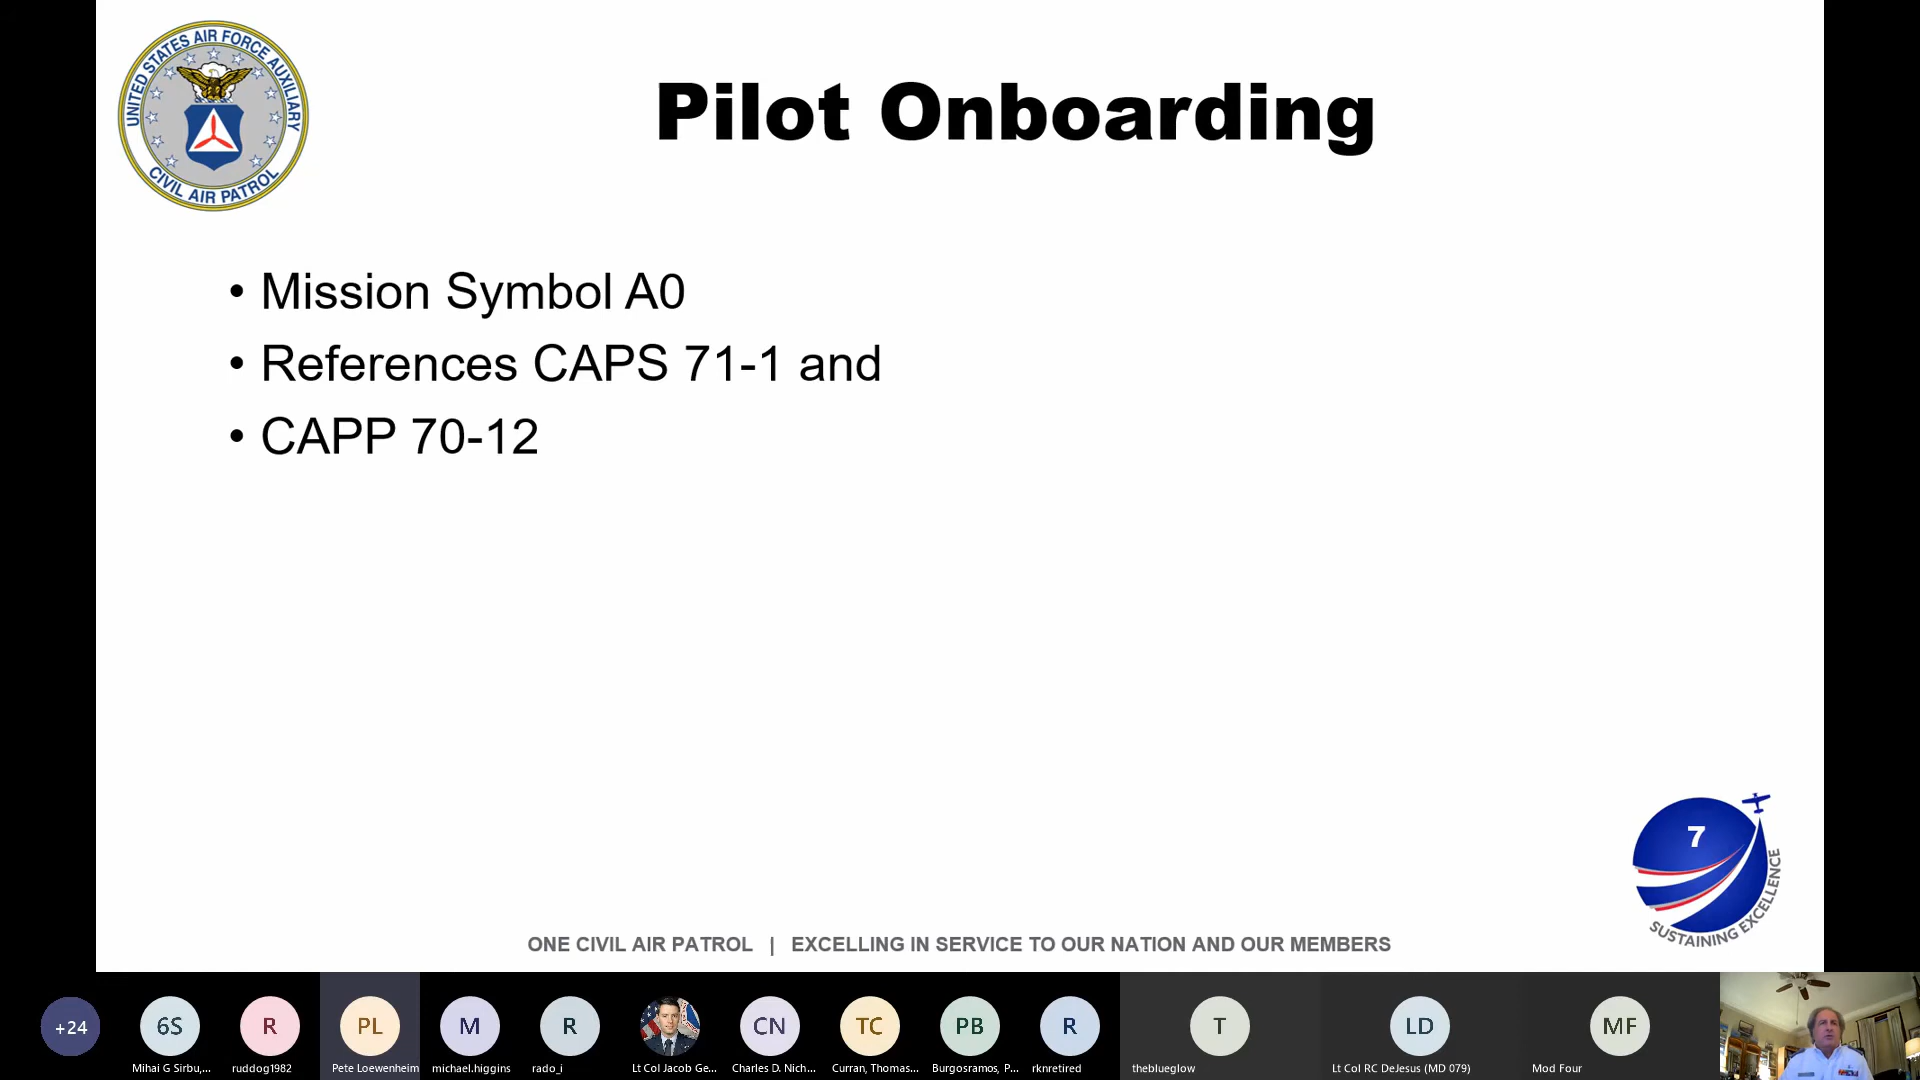 UNITED STATES AIR FORCE AUXILIARY
CIVIL AIR PATROL
Pilot Onboarding
• Mission Symbol A0
• References CAPS 71-1 and
• CAPP 70-12
7
SUSTAINING EXCELLENCE
ONE CIVIL AIR PATROL | EXCELLING IN SERVICE TO OUR NATION AND OUR MEMBERS
+24
6S
R
PL
M
R
CN
TC
PB
R
T
LD
MF
Mihai G Sirbu,...
ruddog1982
Pete Loewenheim
michael.higgins
rado_i
Lt Col Jacob Ge...
Charles D. Nich...
Curran, Thomas...
Burgosramos, P...
rknretired
theblueglow
Lt Col RC DeJesus (MD 079)
Mod Four